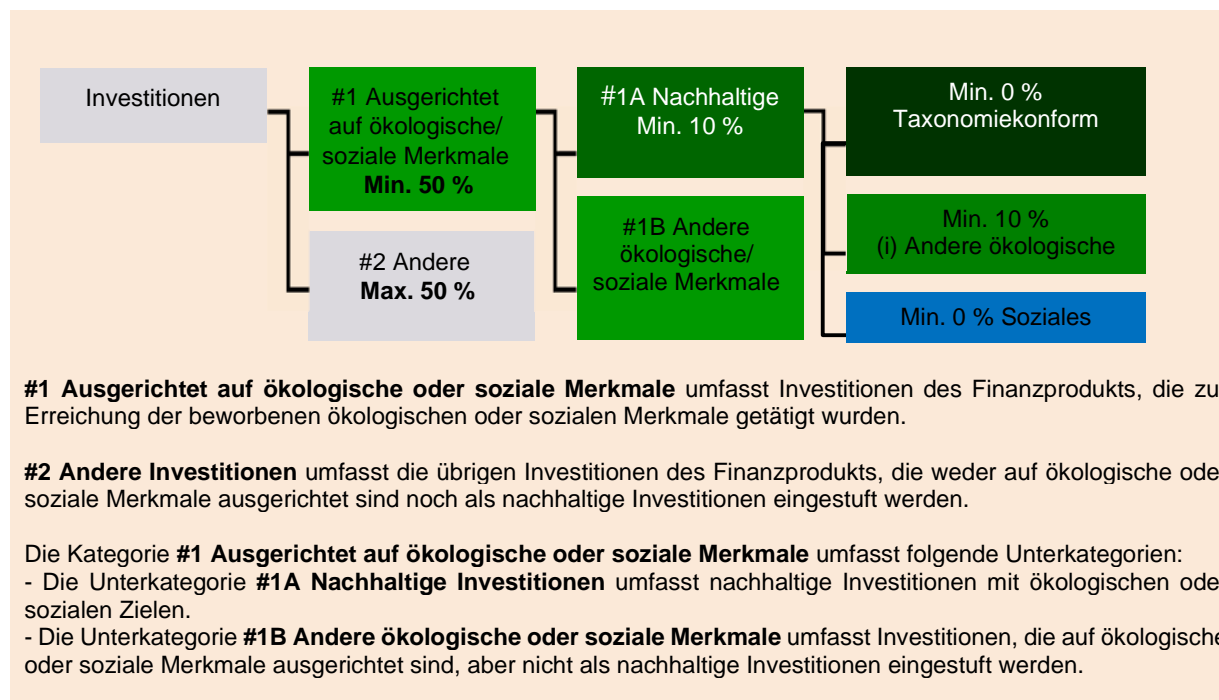 Investitionen
#1 Ausgerichtet
auf ökologische/
soziale Merkmale
Min. 50 %
#2 Andere
Max. 50 %
#1A Nachhaltige
Min. 10 %
#1B Andere
ökologische/
soziale Merkmale
Min. 0 %
Taxonomiekonform
Min. 10 %
(i) Andere ökologische
Min. 0 % Soziales
#1 Ausgerichtet auf ökologische oder soziale Merkmale umfasst Investitionen des Finanzprodukts, die zu
Erreichung der beworbenen ökologischen oder sozialen Merkmale getätigt wurden.
#2 Andere Investitionen umfasst die übrigen Investitionen des Finanzprodukts, die weder auf ökologische ode
soziale Merkmale ausgerichtet sind noch als nachhaltige Investitionen eingestuft werden.
Die Kategorie #1 Ausgerichtet auf ökologische oder soziale Merkmale umfasst folgende Unterkategorien:
- Die Unterkategorie #1A Nachhaltige Investitionen umfasst nachhaltige Investitionen mit ökologischen ode
sozialen Zielen.
- Die Unterkategorie #1B Andere ökologische oder soziale Merkmale umfasst Investitionen, die auf ökologische
oder soziale Merkmale ausgerichtet sind, aber nicht als nachhaltige Investitionen eingestuft werden.